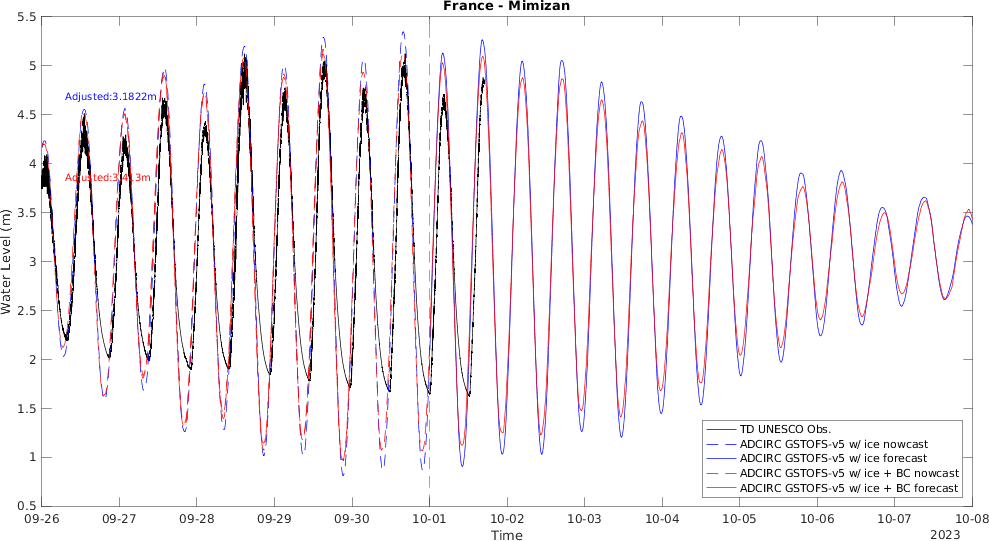 France - Mimizan
5.5
5
4.5
4
3.5
3
2.5
2
1.5
1
0.5
Water Level (m)
Adjusted:3.1822m
Adjusted:3.413m
TD UNESCO Obs.
ADCIRC GSTOFS-v5 w/ ice nowcast
ADCIRC GSTOFS-v5 w/ ice forecast
ADCIRC GSTOFS-v5 w/ ice + BC nowcast
ADCIRC GSTOFS-v5 w/ ice + BC forecast
09-26 09-27 09-28 09-29 09-30 10-01 10-02 10-03 10-04 10-05 10-06 10-07 10-08
Time
2023